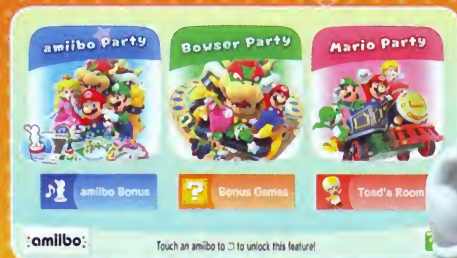 amiibo Party
Bowser Party
Mario Party
amiibo Bonus
Bonus Games
Toad's Room
amiibo
Touch an amiibo to to unlock this feature!